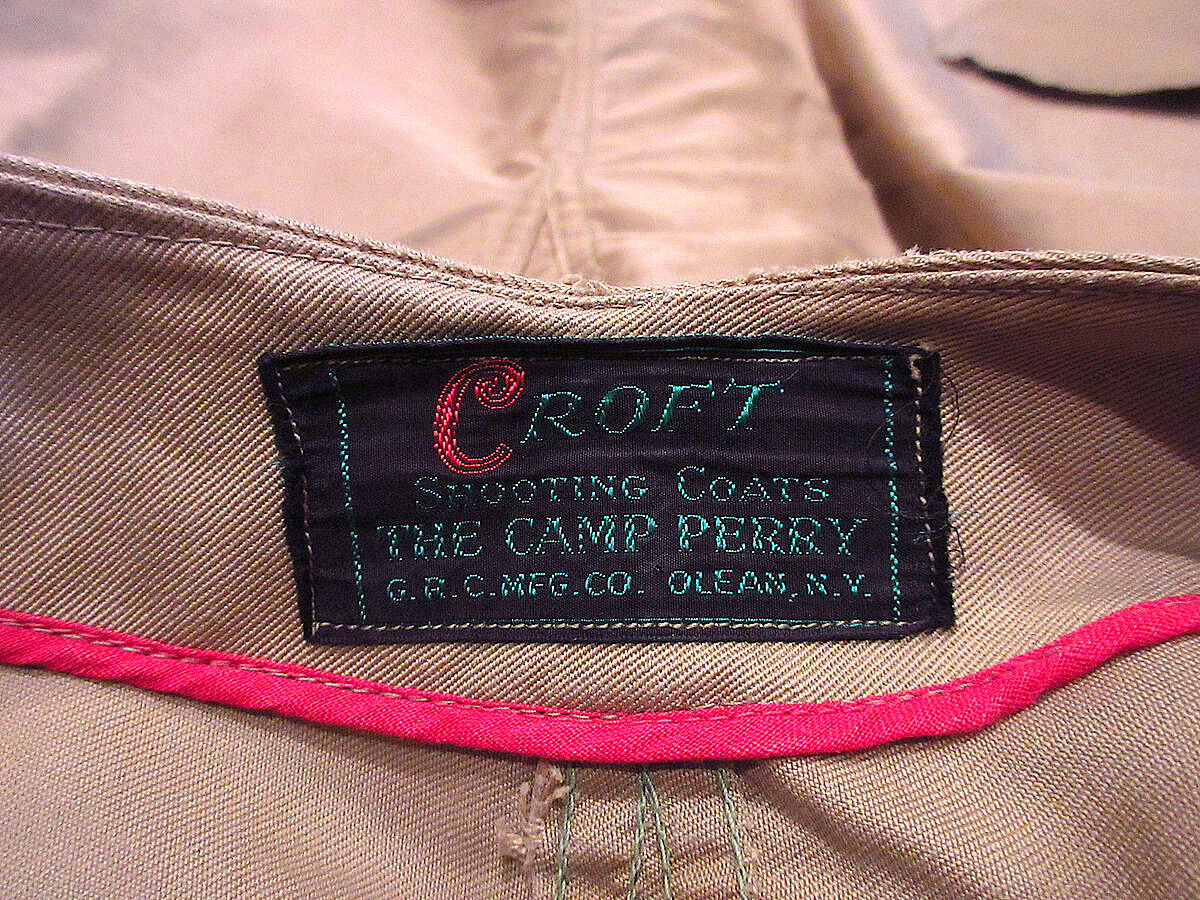 CROFT
SHOOTING COATS
THE CAMP PERRY
G.R.C.MFG.CO. OLEAN, N.Y.